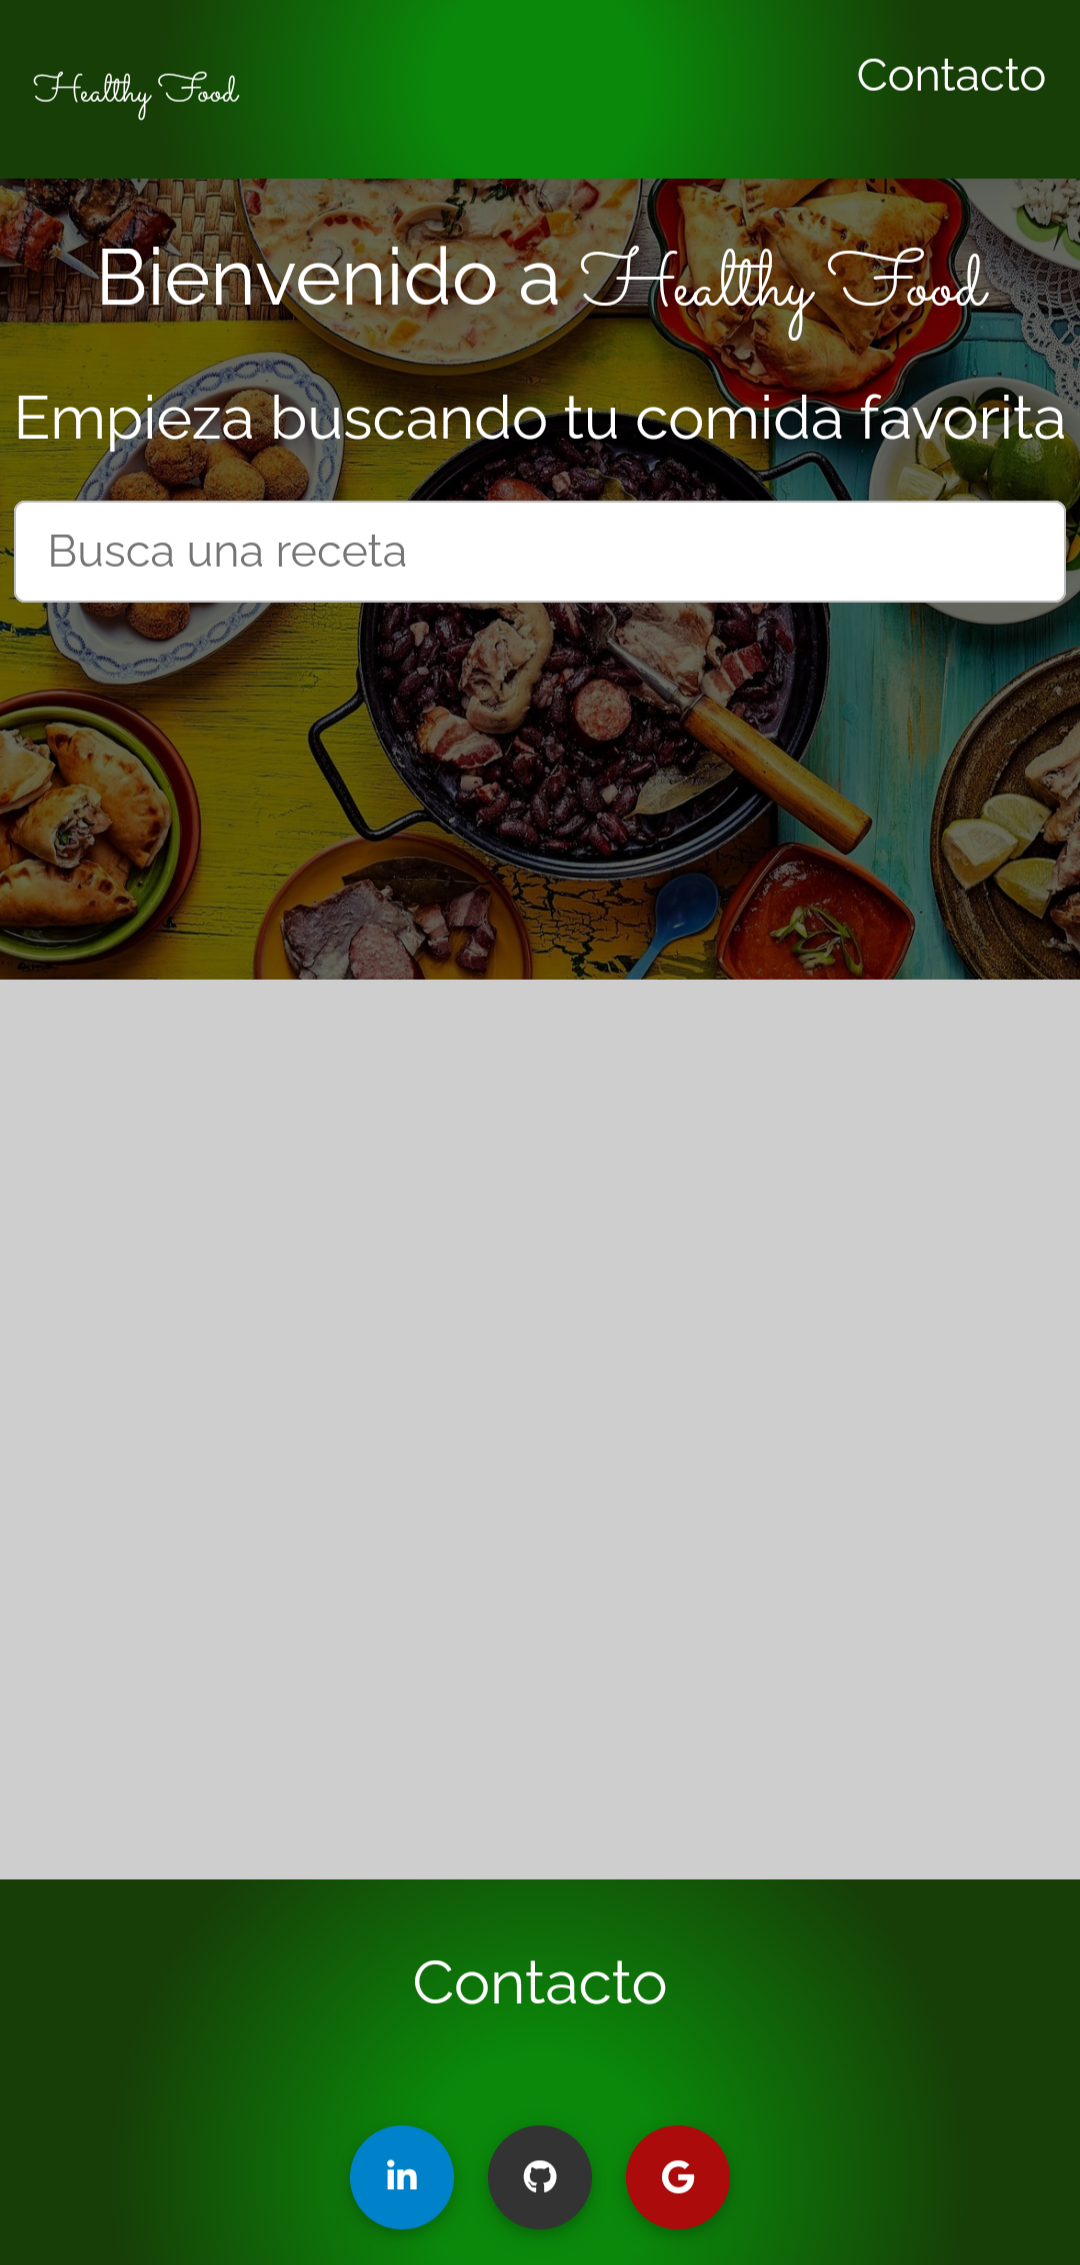 Healthy Food
Contacto
Bienvenido a Healthy Food
Empieza buscando tu comida favorita
Busca una receta
Contacto
in
G